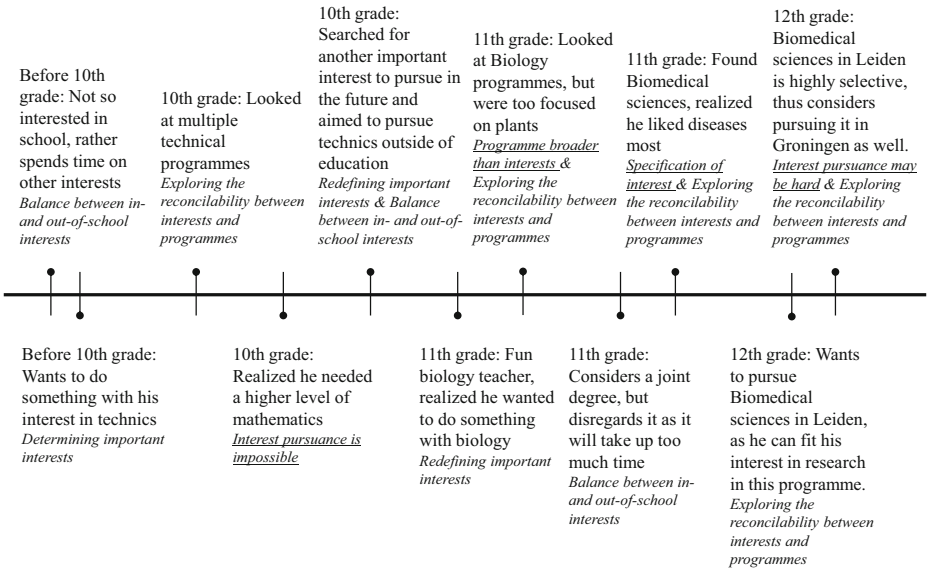 Before 10th
grade: Not so
interested in
school, rather
spends time on
other interests
Balance between in-
and out-of-school
interests
10th grade: Looked
at multiple
technical
programmes
Exploring the
reconcilability between
interests and
programmes
10th grade:
Searched for
another important
interest to pursue in
the future and
aimed to pursue
technics outside of
education
Redefining important
interests & Balance
between in- and out-of-
school interests
11th grade: Looked
at Biology
programmes, but
were too focused
on plants
Programme broader
than interests &
Exploring the
reconcilability between
interests and
programmes
11th grade: Found
Biomedical
sciences, realized
he liked diseases
most
Specification of
interest & Exploring
the reconcilability
between interests and
programmes
12th grade:
Biomedical
sciences in Leiden
is highly selective,
thus considers
pursuing it in
Groningen as well.
Interest pursuance may
be hard & Exploring
the reconcilability
between interests and
programmes
Before 10th grade:
Wants to do
something with his
interest in technics
Determining important
interests
10th grade:
Realized he needed
a higher level of
mathematics
Interest pursuance is
impossible
11th grade: Fun
biology teacher,
realized he wanted
to do something
with biology
Redefining important
interests
11th grade:
Considers a joint
degree, but
disregards it as it
will take up too
much time
Balance between in-
and out-of-school
interests
12th grade: Wants
to pursue
Biomedical
sciences in Leiden,
as he can fit his
interest in research
in this programme.
Exploring the
reconcilability between
interests and
programmes